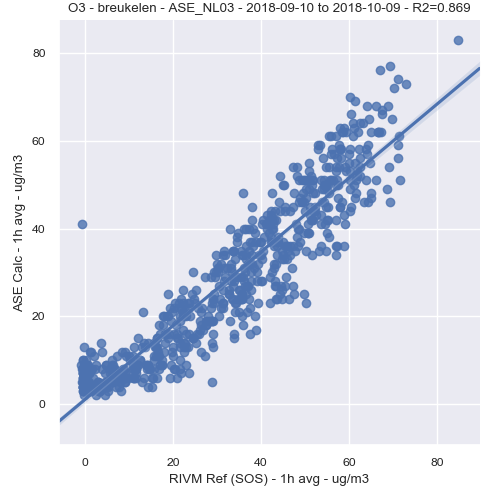 O3 - breukelen - ASE_NL03 - 2018-09-10 to 2018-10-09 - R2=0.869
80
60
40
20
0
ASE Calc - 1h avg - ug/m3
0 20 40 60 80
RIVM Ref (SOS) - 1h avg - ug/m3